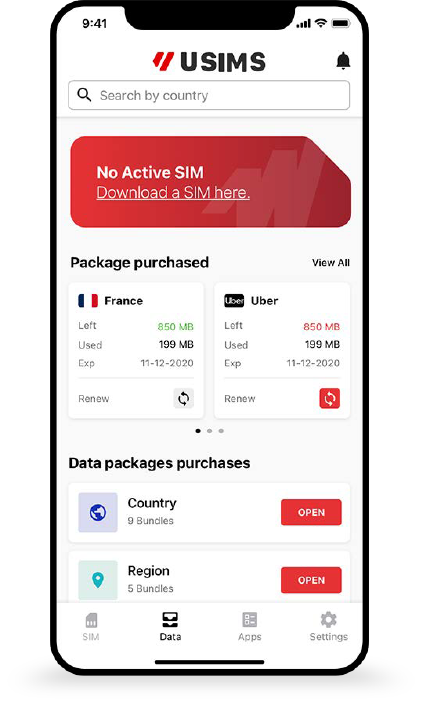 9:41
USIMS
Search by country
No Active SIM
Download a SIM here.
Package purchased View All
France
Left 850 MB
Used 199 MB
Exp 11-12-2020
Renew
Uber Uber
Left 850 MB
Used 199 MB
Exp 11-12-2020
Renew
Data packages purchases
Country
9 Bundles
OPEN
Region
5 Bundles
OPEN
SIM Data Apps Settings